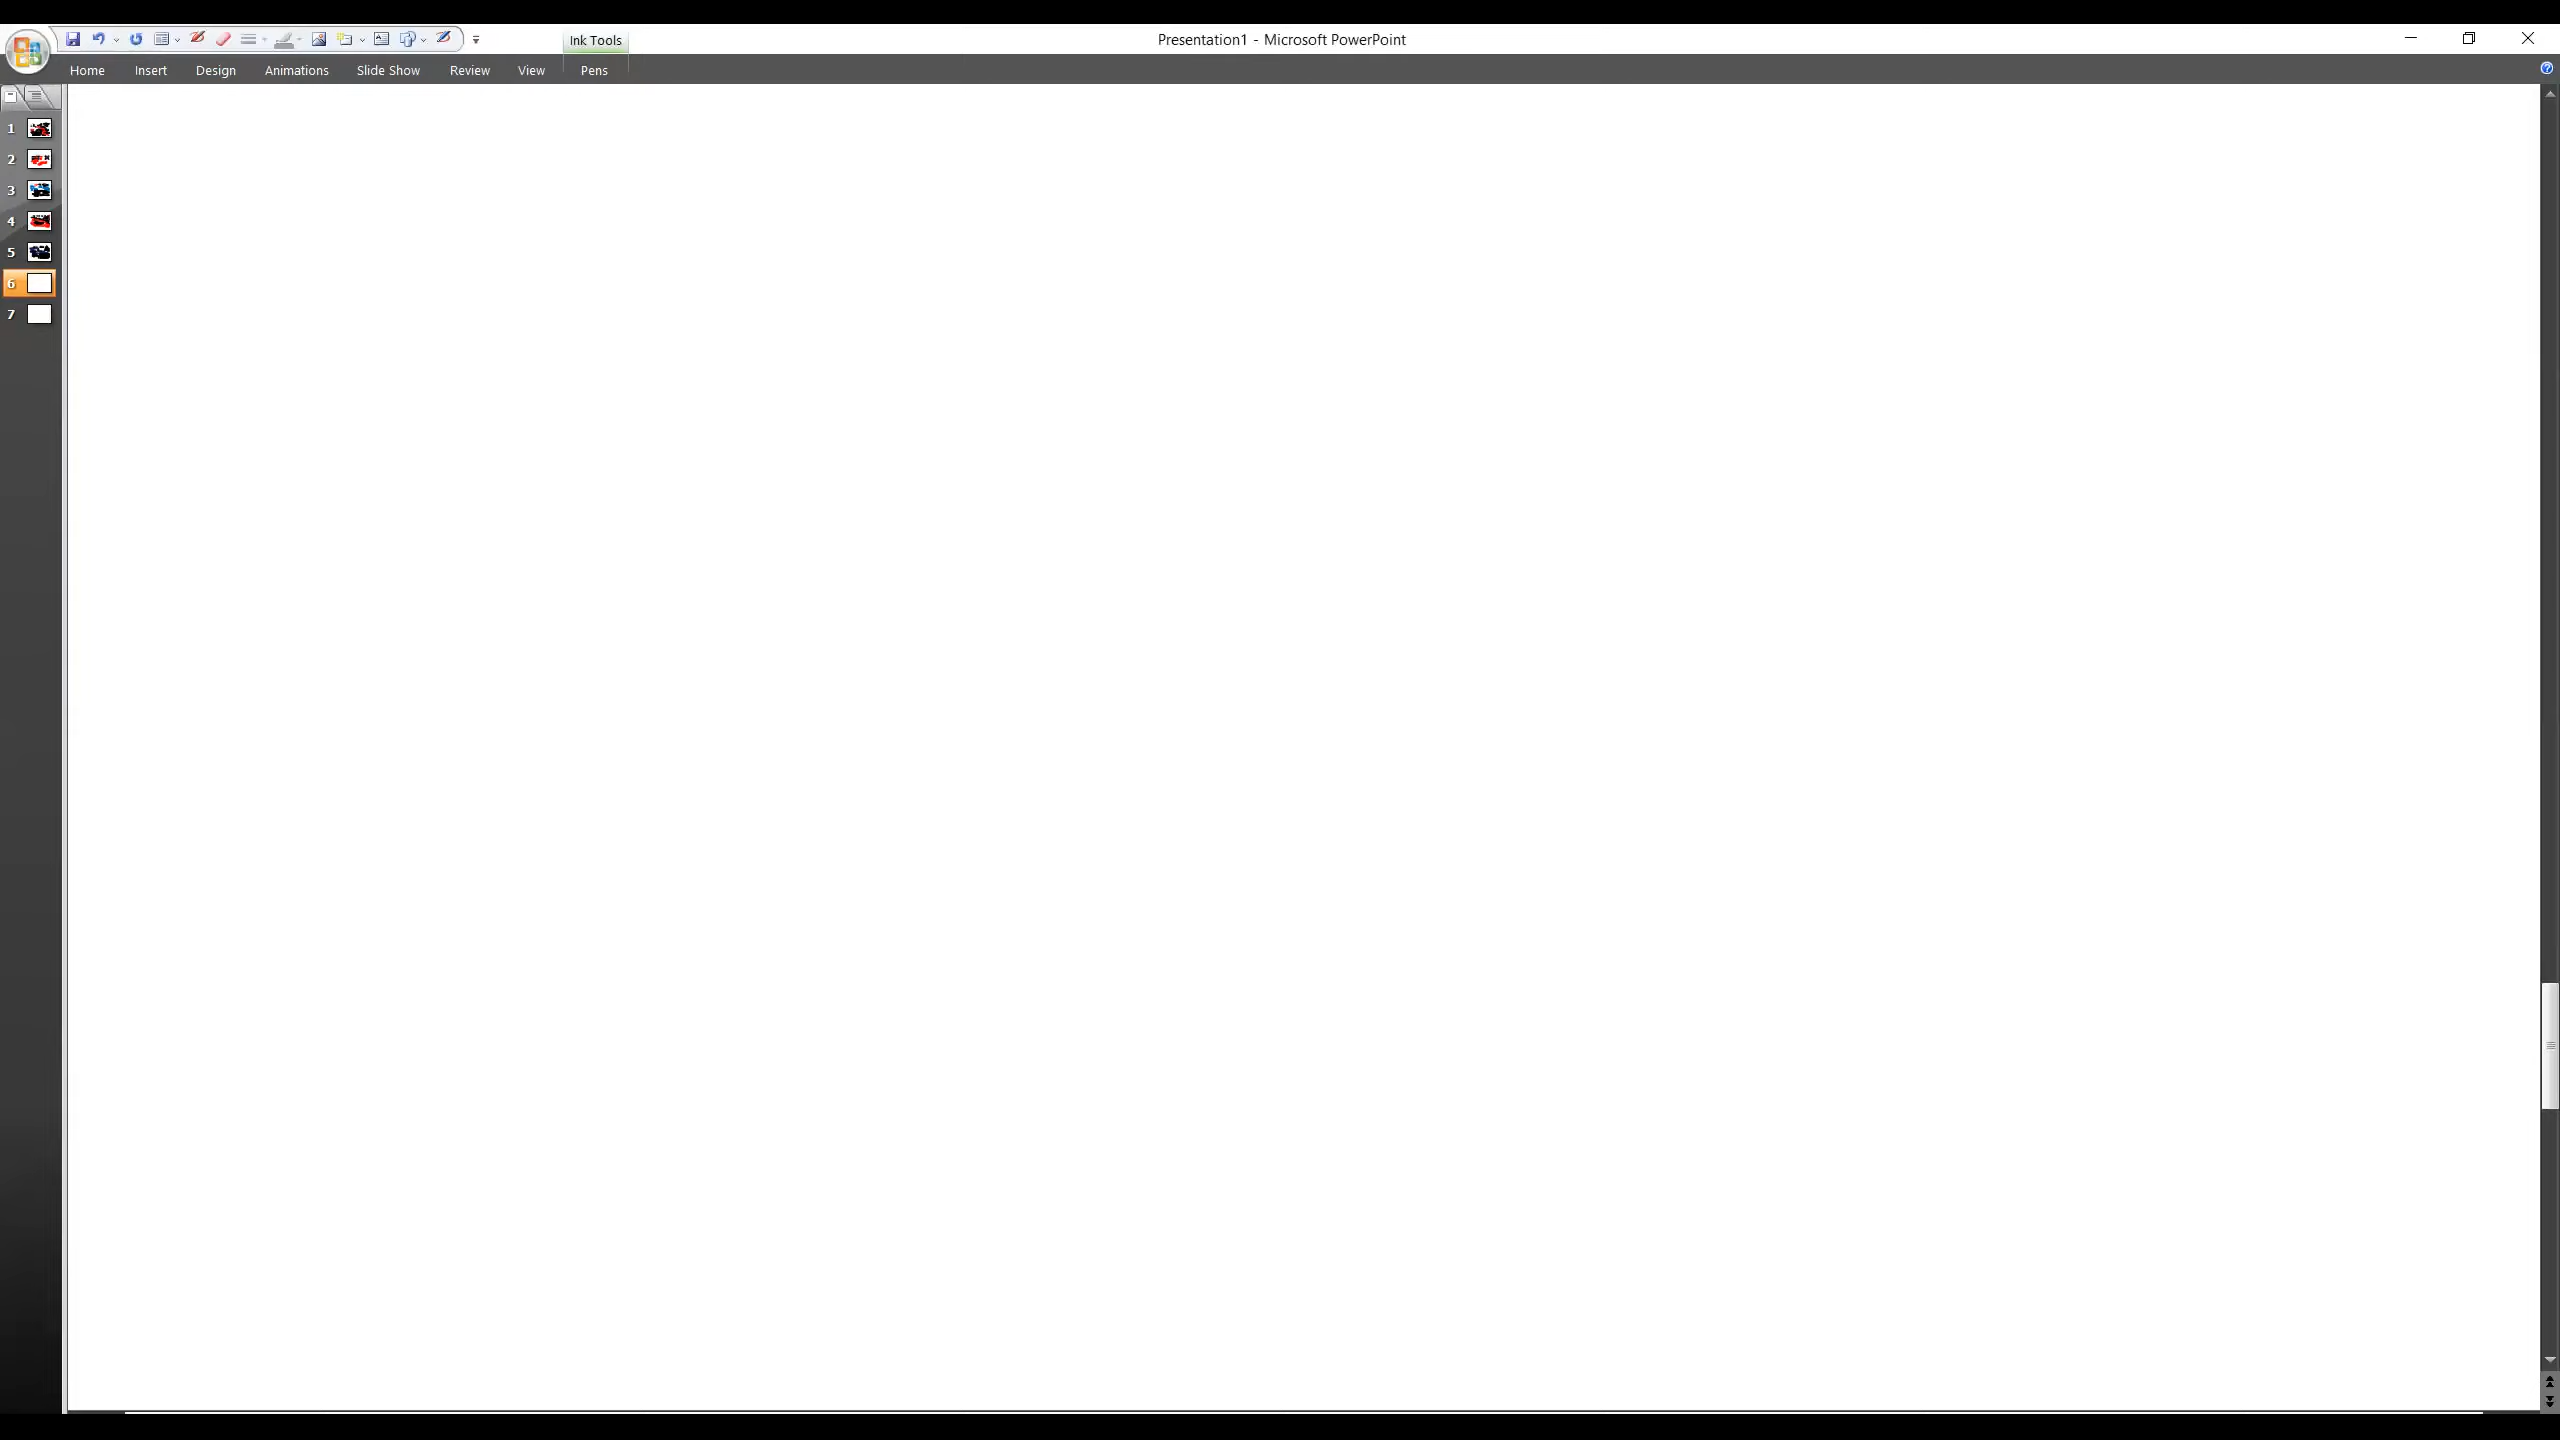 Ink Tools
Presentation1 - Microsoft PowerPoint
Home Insert Design Animations Slide Show Review View Pens
1
2
3
4
5
6
7